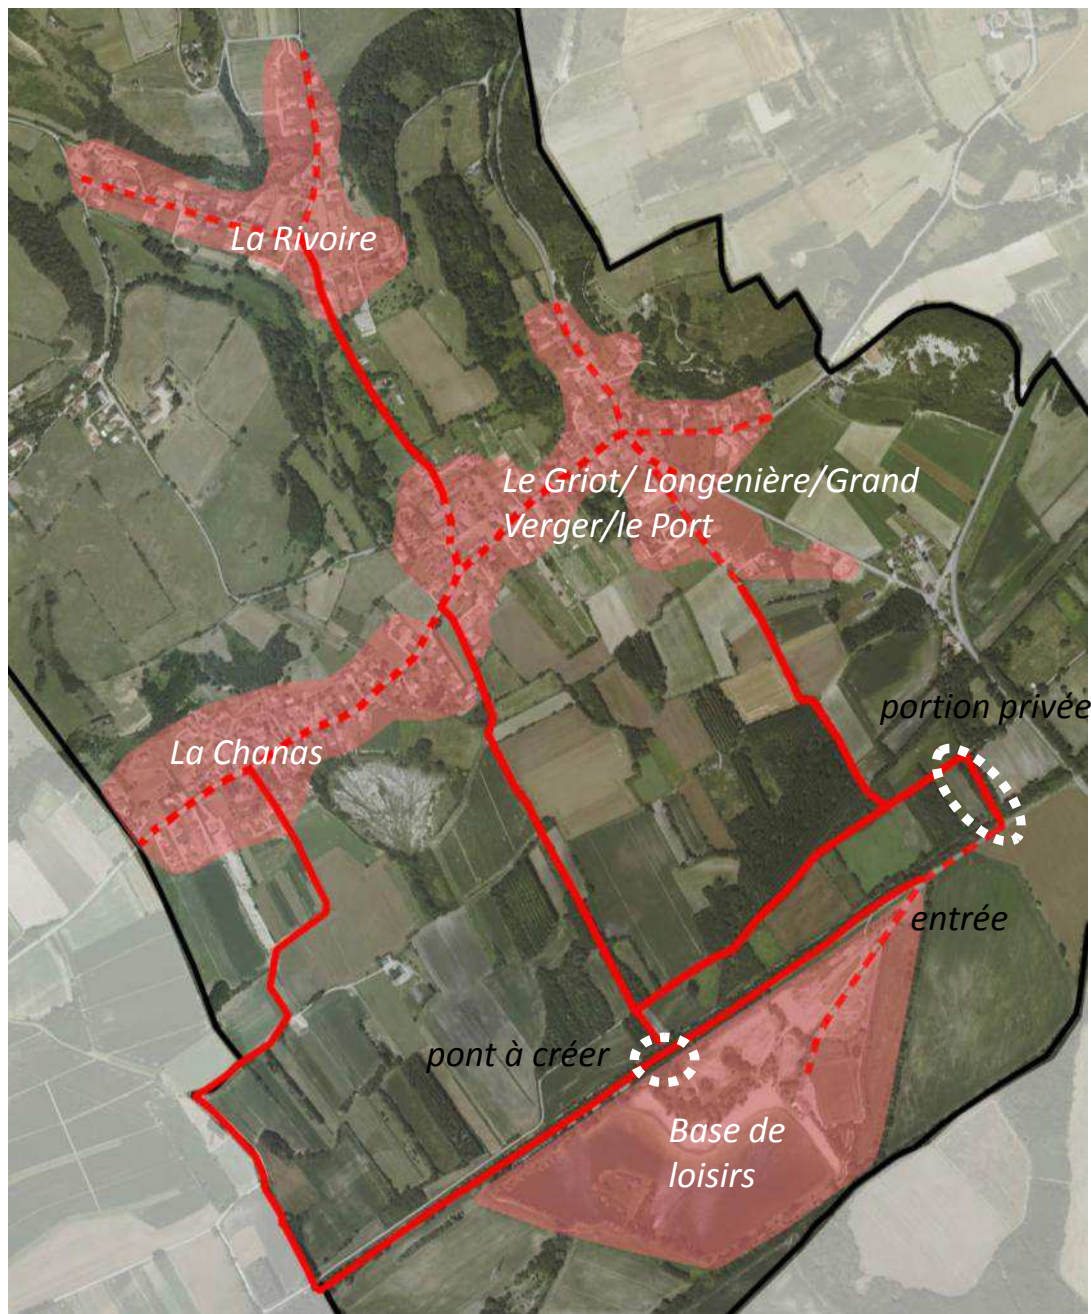 La Rivoire
Le Griot/ Longenière/Grand
Verger/le Port
portion privée
La Chanas
entrée
pont à créer
Base de
loisirs